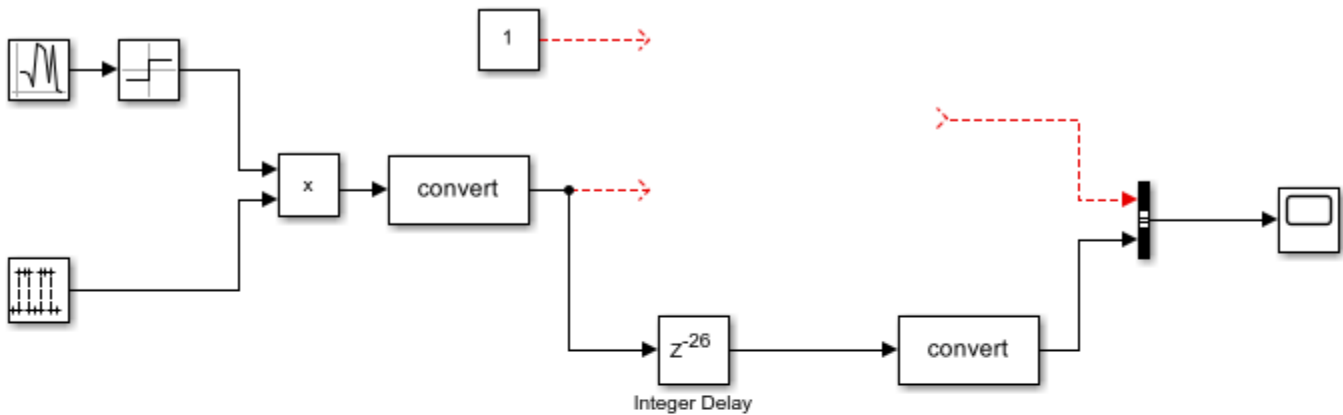 1
x
convert
z-26
convert
Integer Delay